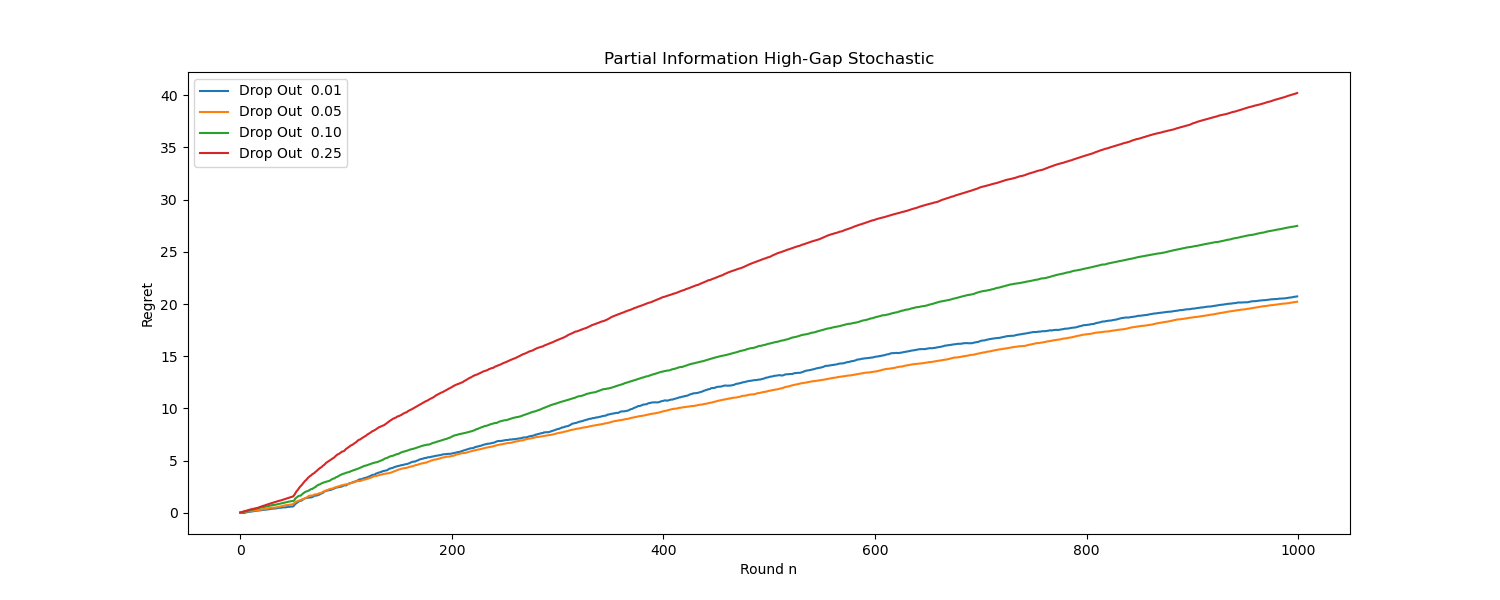 Partial Information High-Gap Stochastic
Drop Out  0.01
Drop Out  0.05
Drop Out  0.10
Drop Out  0.25
Regret
40
35
30
25
20
15
10
5
0
0 200 400 600 800 1000
Round n